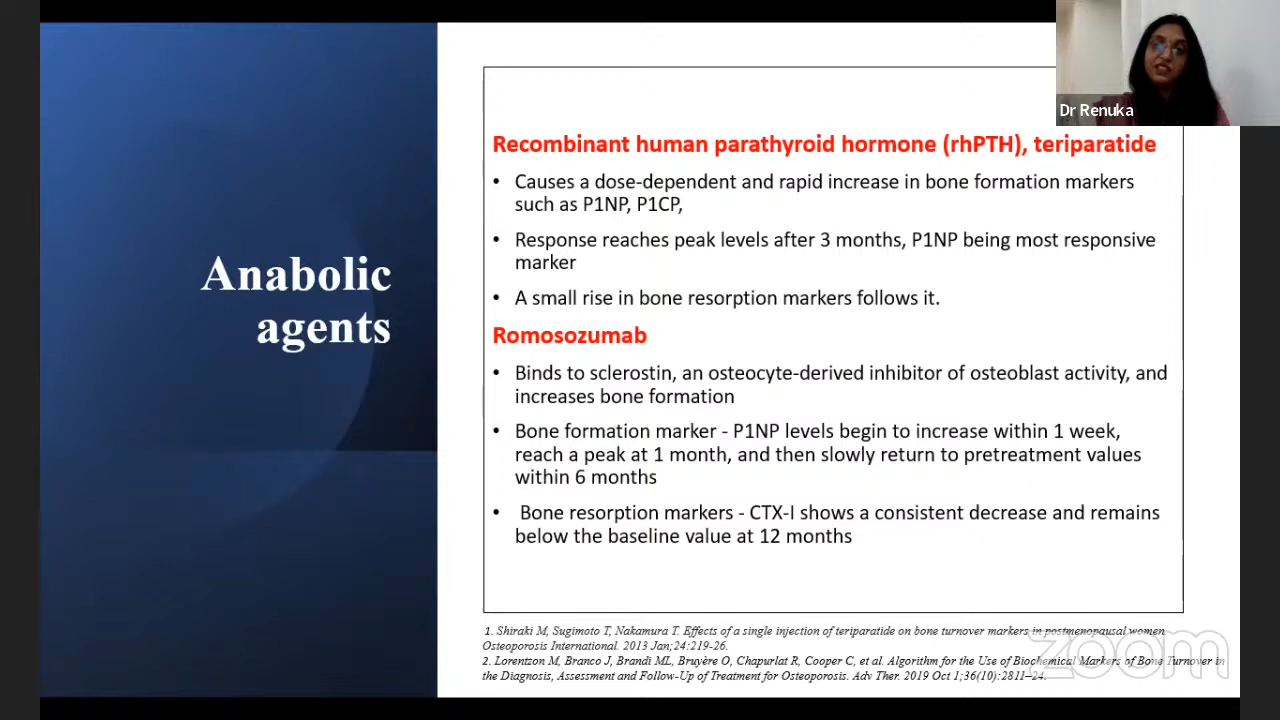 Dr Renuka
Anabolic
agents
Recombinant human parathyroid hormone (rhPTH), teriparatide
• Causes a dose-dependent and rapid increase in bone formation markers
such as P1NP, P1CP,
• Response reaches peak levels after 3 months, P1NP being most responsive
marker
• A small rise in bone resorption markers follows it.
Romosozumab
• Binds to sclerostin, an osteocyte-derived inhibitor of osteoblast activity, and
increases bone formation
• Bone formation marker - P1NP levels begin to increase within 1 week,
reach a peak at 1 month, and then slowly return to pretreatment values
within 6 months
• Bone resorption markers - CTX-I shows a consistent decrease and remains
below the baseline value at 12 months
1. Shiraki M, Sugimoto T, Nakamura T. Effects of a single injection of teriparatide on bone turnover markers in postmenopausal women.
Osteoporosis International. 2013 Jan;24:219-26.
2. Lorentzon M, Branco J, Brandi ML, Bruyère O, Chapurlat R, Cooper C, et al. Algorithm for the Use of Biochemical Markers of Bone Turnover in
the Diagnosis, Assessment and Follow-Up of Treatment for Osteoporosis. Adv Ther. 2019 Oct 1;36(10):2811–24.
zoom